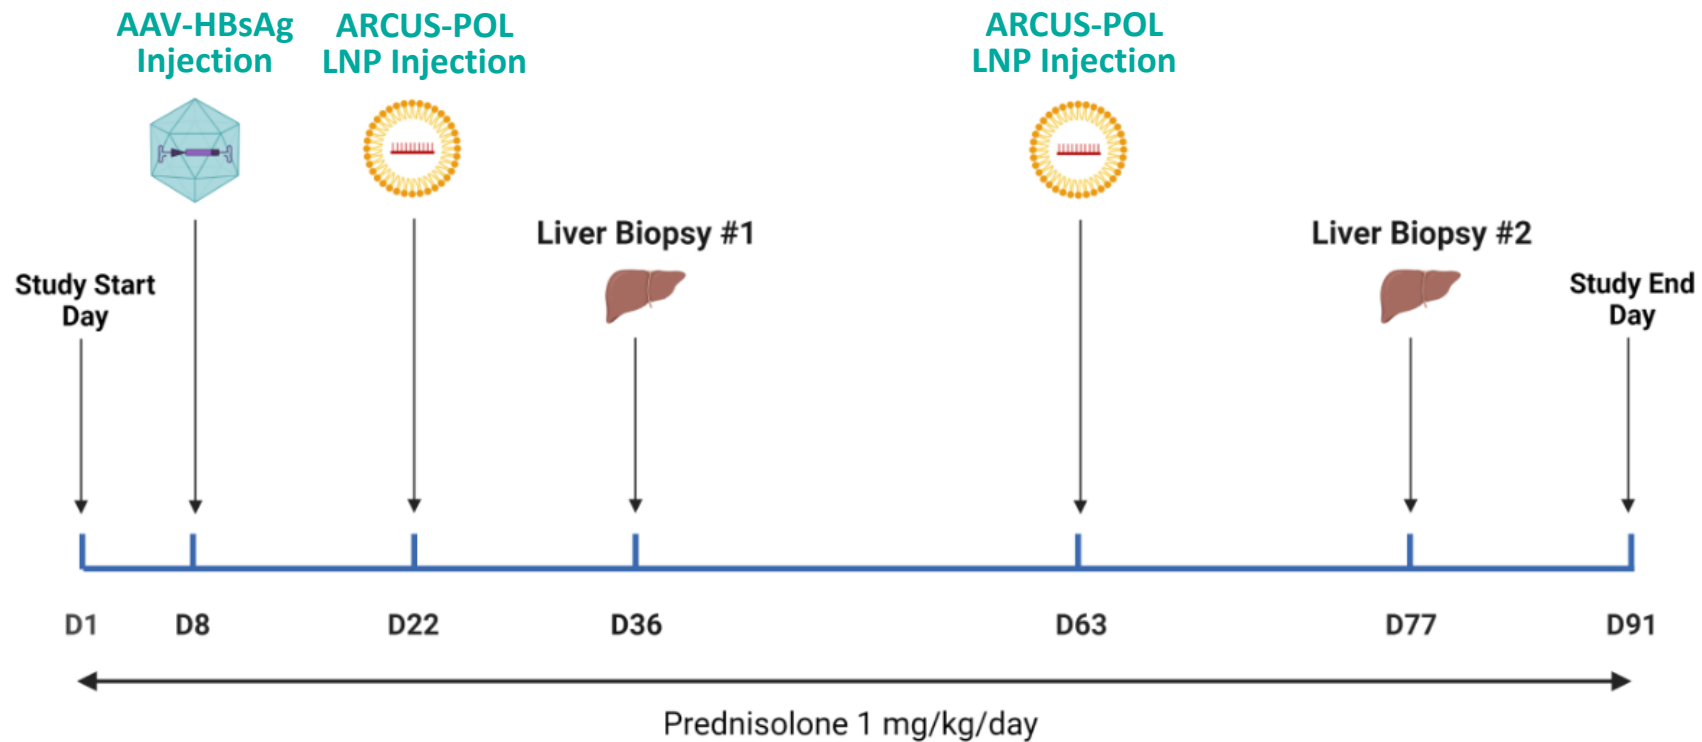 AAV-HBsAg
Injection
ARCUS-POL
LNP Injection
ARCUS-POL
LNP Injection
Liver Biopsy #1
Liver Biopsy #2
Study Start
Day
Study End
Day
D1
D8
D22
D36
D63
D77
D91
Prednisolone 1 mg/kg/day